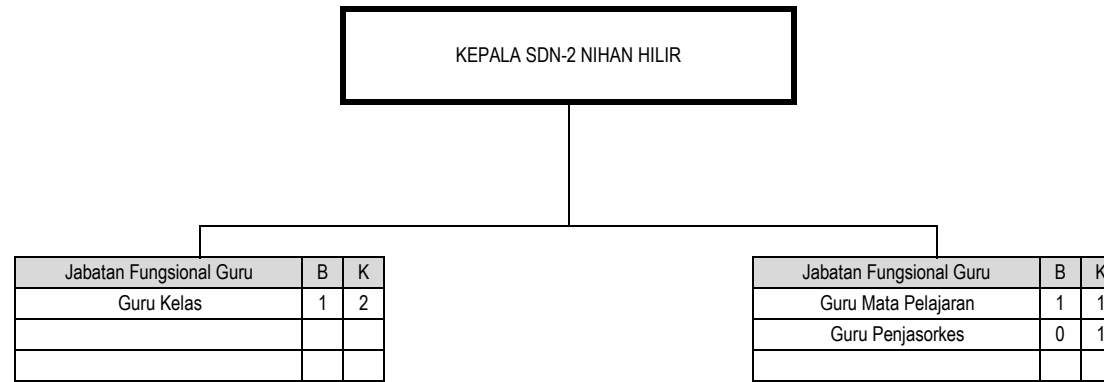 KEPALA SDN-2 NIHAN HILIR
Jabatan Fungsional Guru B K
Guru Kelas 1 2
Jabatan Fungsional Guru B K
Guru Mata Pelajaran 1 1
Guru Penjasorkes 0 1